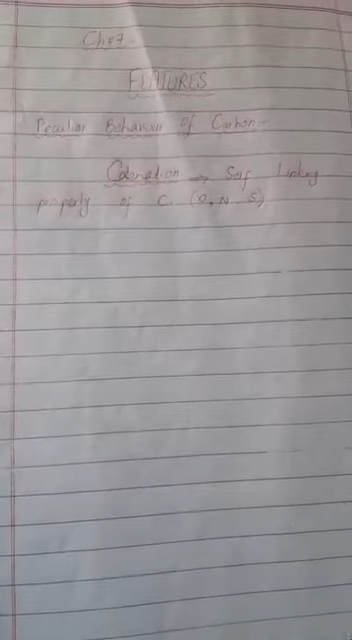 Ch#7.
FEATURES
Peculiar Behaviour of Carbon:-
Catenation → Self Linking
property of C. (O, N, S)